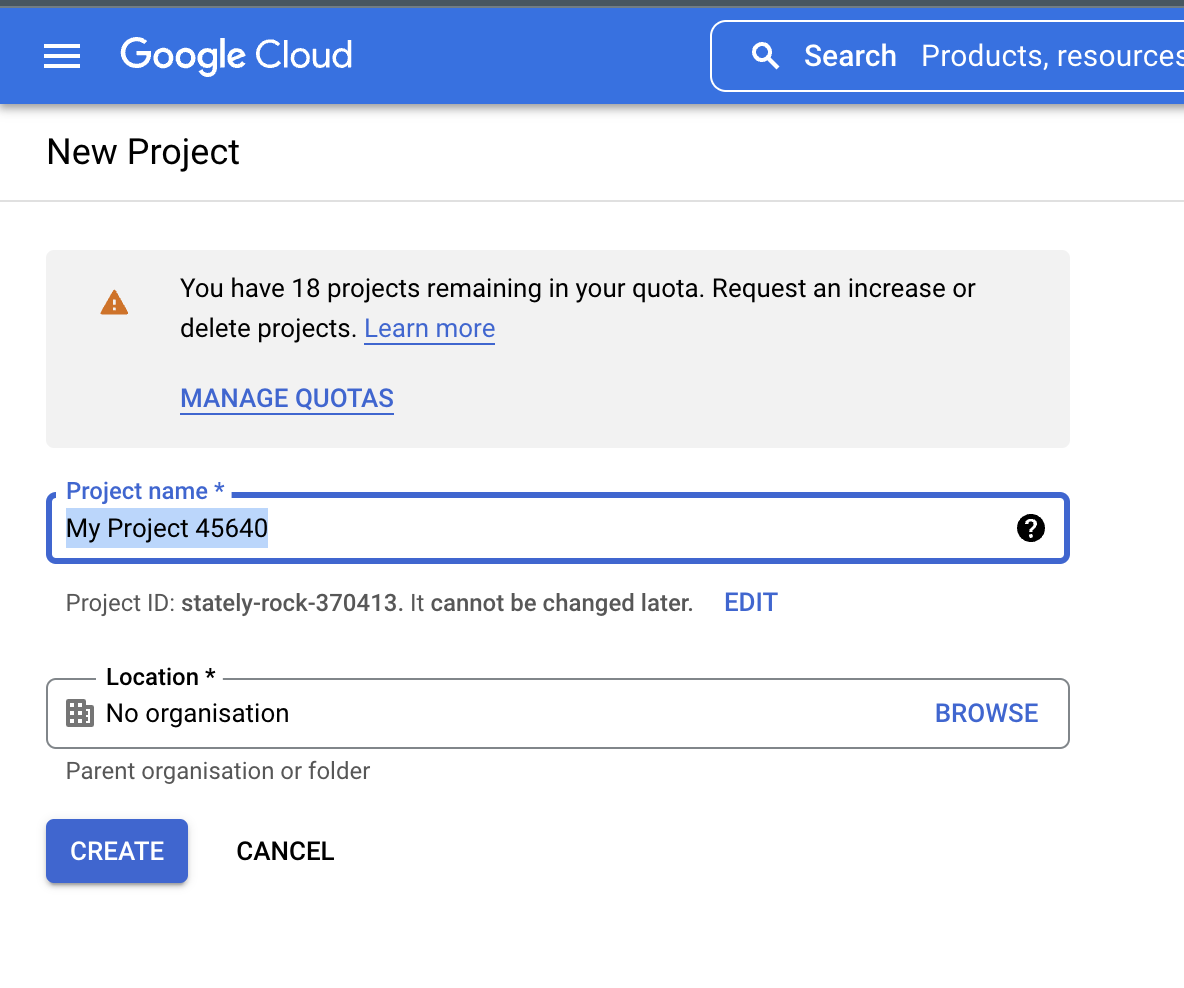 Google Cloud
Search Products, resources
New Project
You have 18 projects remaining in your quota. Request an increase or
delete projects. Learn more
MANAGE QUOTAS
Project name *
My Project 45640
Project ID: stately-rock-370413. It cannot be changed later. EDIT
Location *
No organisation BROWSE
Parent organisation or folder
CREATE CANCEL